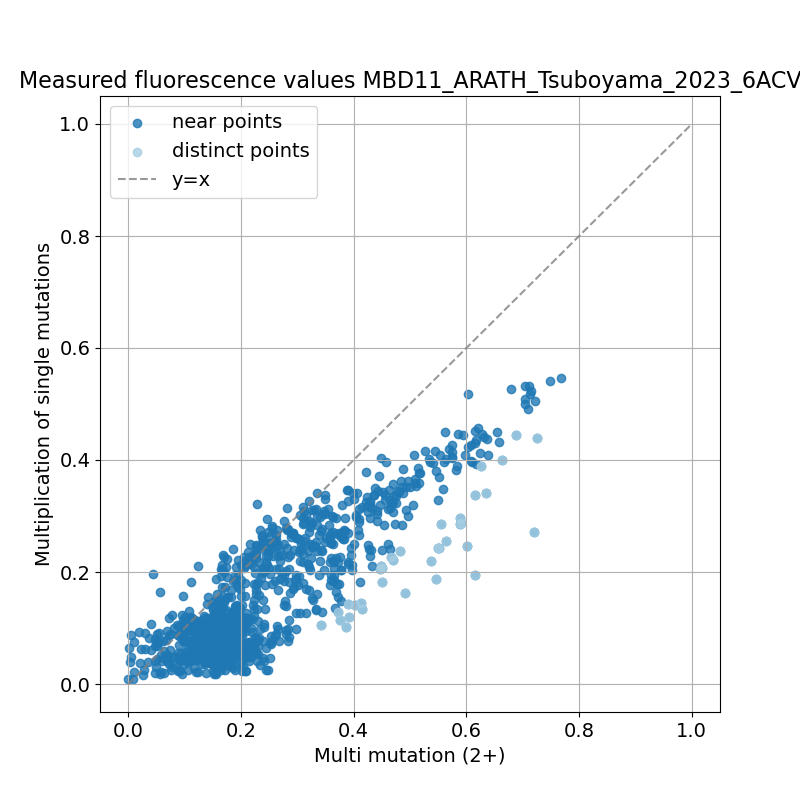 Measured fluorescence values MBD11_ARATH_Tsuboyama_2023_6ACV
near points
distinct points
y=x
Multiplication of single mutations
1.0
0.8
0.6
0.4
0.2
0.0
0.0 0.2 0.4 0.6 0.8 1.0
Multi mutation (2+)